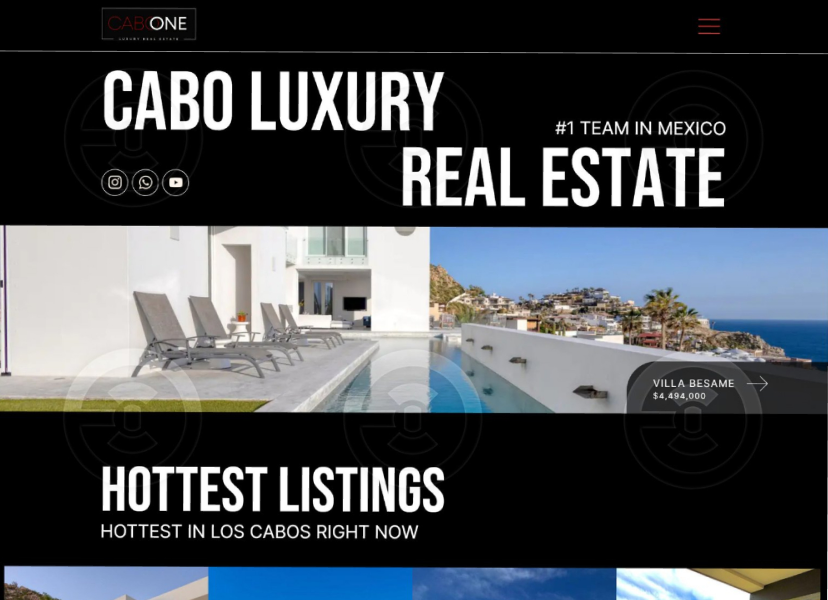 CABOONE
LUXURY REAL ESTATE
CABO LUXURY
#1 TEAM IN MEXICO
REAL ESTATE
VILLA BESAME
$4,494,000
HOTTEST LISTINGS
HOTTEST IN LOS CABOS RIGHT NOW